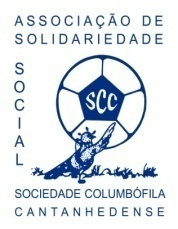 ASSOCIAÇÃO DE
SOLIDARIEDADE
SOCIAL
SCC
SOCIEDADE COLUMBÓFILA
CANTANHEDENSE